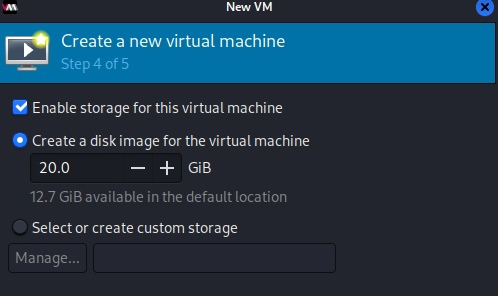 New VM
Create a new virtual machine
Step 4 of 5
Enable storage for this virtual machine
Create a disk image for the virtual machine
20.0 − + GiB
12.7 GiB available in the default location
Select or create custom storage
Manage...